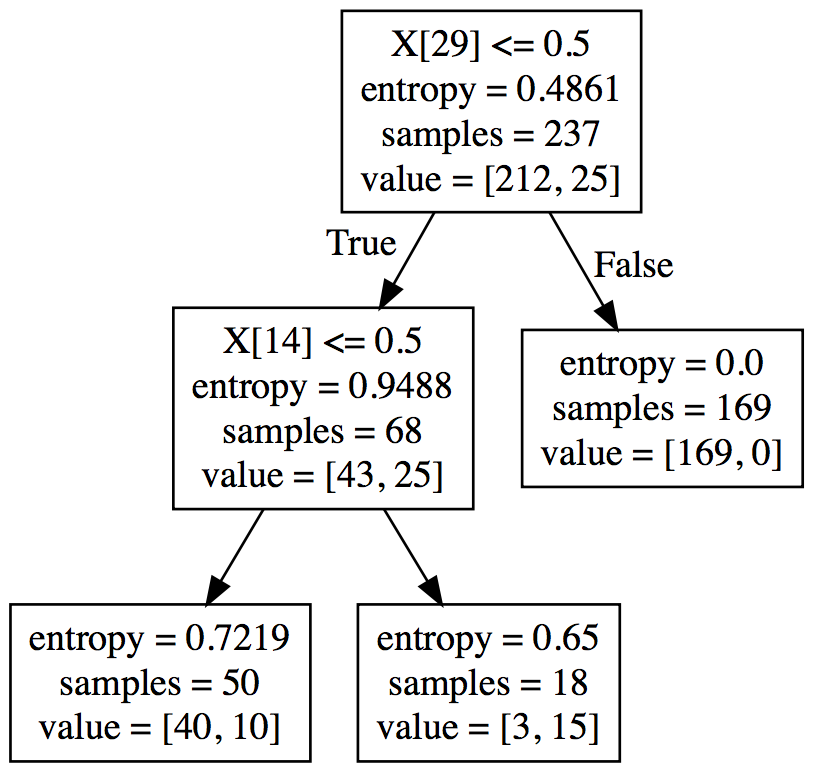 X[29] <= 0.5
entropy = 0.4861
samples = 237
value = [212, 25]
True
False
X[14] <= 0.5
entropy = 0.9488
samples = 68
value = [43, 25]
entropy = 0.0
samples = 169
value = [169, 0]
entropy = 0.7219
samples = 50
value = [40, 10]
entropy = 0.65
samples = 18
value = [3, 15]